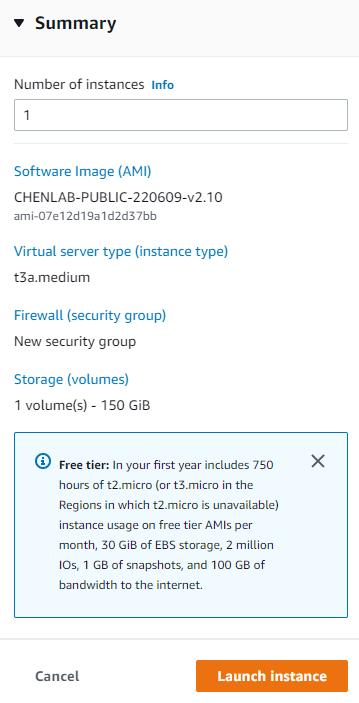 Summary
Number of instances Info
1
Software Image (AMI)
CHENLAB-PUBLIC-220609-v2.10
ami-07e12d19a1d2d37bb
Virtual server type (instance type)
t3a.medium
Firewall (security group)
New security group
Storage (volumes)
1 volume(s) - 150 GiB
Free tier: In your first year includes 750
hours of t2.micro (or t3.micro in the
Regions in which t2.micro is unavailable)
instance usage on free tier AMIs per
month, 30 GiB of EBS storage, 2 million
IOs, 1 GB of snapshots, and 100 GB of
bandwidth to the internet.
Cancel Launch instance